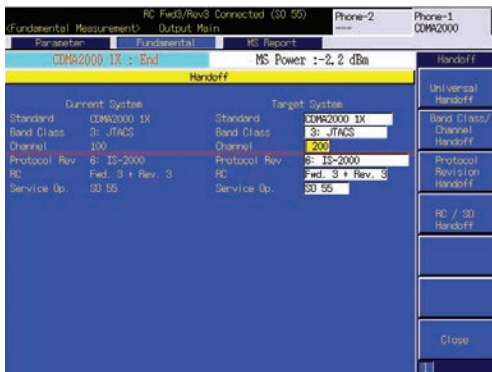 RC Fwd3/Rev3 Connected (SO 55)
Phone-2
Phone-1
<Fundamental Measurement> Output Main
----
CDMA2000
Parameter Fundamental MS Report
CDMA2000 1X : End MS Power :-2.2 dBm Handoff
Handoff
Universal Handoff
Current System Target System
Standard CDMA2000 1X Standard CDMA2000 1X
Band Class 3: JTACS Band Class 3: JTACS
Channel 100 Channel 200
Protocol Rev 6: IS-2000 Protocol Rev 6: IS-2000
RC Fwd. 3 + Rev. 3 RC Fwd. 3 + Rev. 3
Service Op. SO 55 Service Op. SO 55
Band Class/
Channel
Handoff
Protocol
Revision
Handoff
RC / SO
Handoff
Close
1